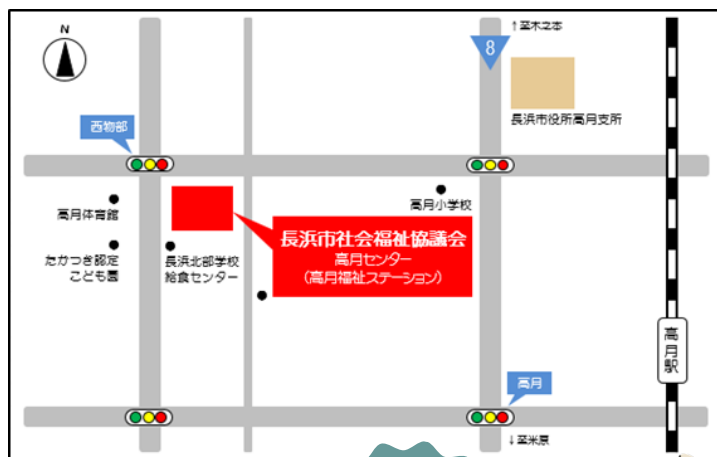 N
↑至木之本
8
長浜市役所高月支所
西物部
高月体育館
高月小学校
長浜市社会福祉協議会
高月センター
(高月福祉ステーション)
たかつき認定
こども園
長浜北部学校
給食センター
高月駅
高月
↓至米原